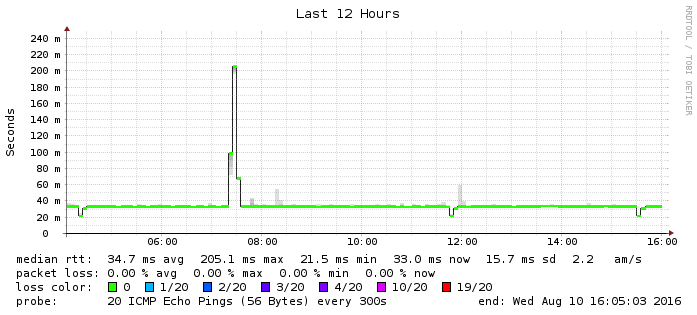 Last 12 Hours
RRDTOOL / TOBI OETIKER
Seconds
240 m
220 m
200 m
180 m
160 m
140 m
120 m
100 m
80 m
60 m
40 m
20 m
0
06:00 08:00 10:00 12:00 14:00 16:00
median rtt: 34.7 ms avg 205.1 ms max 21.5 ms min 33.0 ms now 15.7 ms sd 2.2 am/s
packet loss: 0.00 % avg 0.00 % max 0.00 % min 0.00 % now
loss color: 0 1/20 2/20 3/20 4/20 10/20 19/20
probe: 20 ICMP Echo Pings (56 Bytes) every 300s end: Wed Aug 10 16:05:03 2016